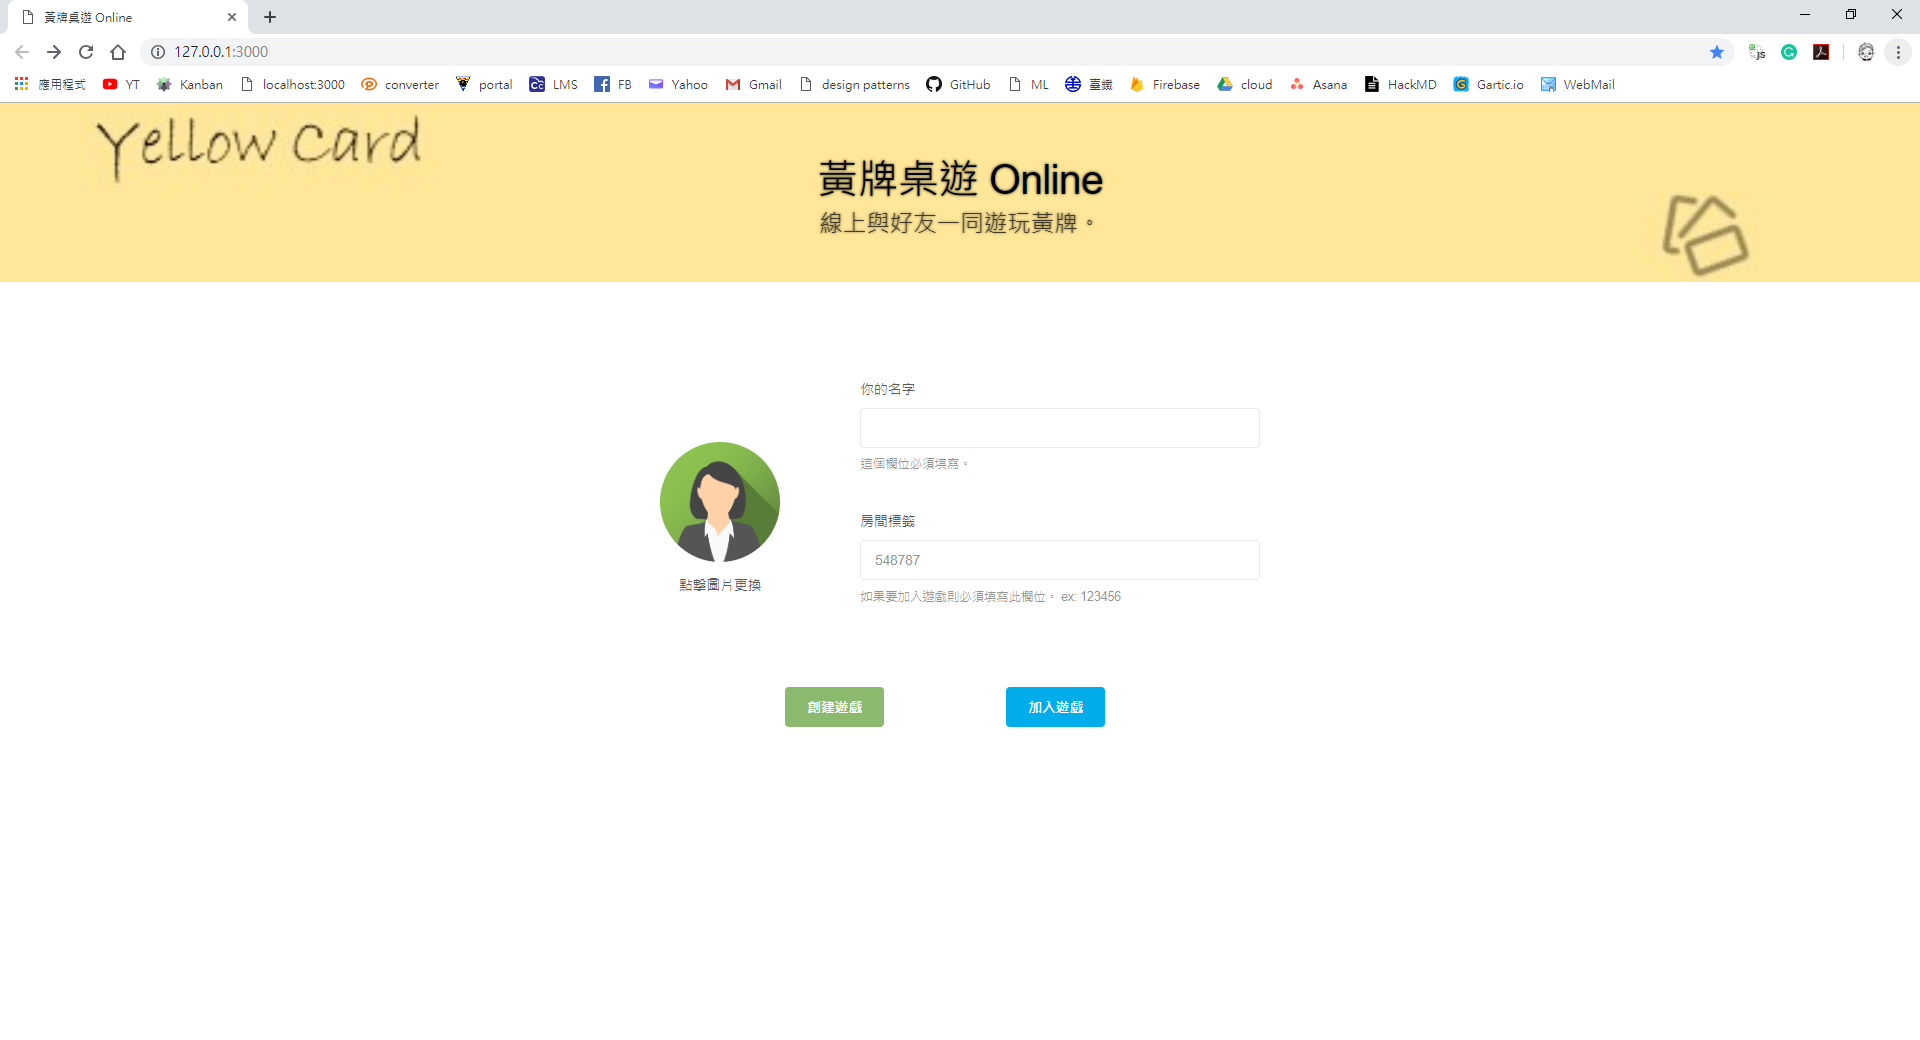 黃牌桌遊 Online
127.0.0.1:3000
應用程式 YT Kanban localhost:3000 converter portal LMS FB Yahoo Gmail design patterns GitHub ML 臺鐵 Firebase cloud Asana HackMD Gartic.io WebMail
Yellow Card
黃牌桌遊 Online
線上與好友一同遊玩黃牌。
你的名字
這個欄位必須填寫。
房間標籤
548787
如果要加入遊戲則必須填寫此欄位。 ex: 123456
點擊圖片更換
創建遊戲
加入遊戲